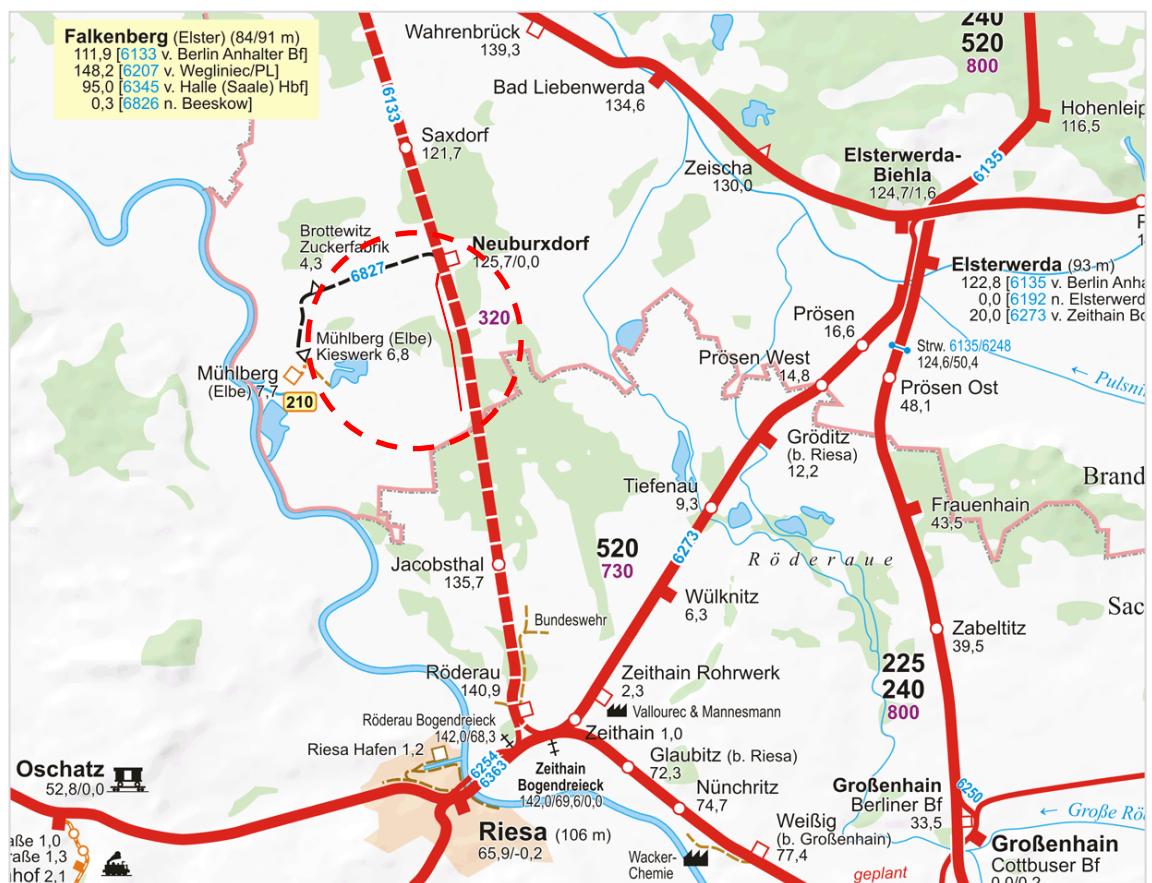 Falkenberg (Elster) (84/91 m)
111,9 [6133 v. Berlin Anhalter Bf]
148,2 [6207 v. Wegliniec/PL]
95,0 [6345 v. Halle (Saale) Hbf]
0,3 [6826 n. Beeskow]
Wahrenbrück
139,3
240
520
800
6133
Bad Liebenwerda
134,6
Hohenleip
116,5
Saxdorf
121,7
Zeischa
130,0
Elsterwerda-
Biehla
124,7/1,6
6135
Brottewitz
Zuckerfabrik
4,3
6827
Neuburxdorf
125,7/0,0
Elsterwerda (93 m)
122,8 [6135 v. Berlin Anha
0,0 [6192 n. Elsterwerd
20,0 [6273 v. Zeithain Bo
320
Prösen
16,6
Mühlberg (Elbe)
Kieswerk 6,8
Strw. 6135/6248
124,6/50,4
Prösen West
14,8
Mühlberg
(Elbe) 7,7
210
Prösen Ost
48,1
← Pulsni
Gröditz
(b. Riesa)
12,2
Brand
Tiefenau
9,3
Frauenhain
43,5
520
730
6273
Röderaue
Jacobsthal
135,7
Wülknitz
6,3
Sac
Bundeswehr
Zabeltitz
39,5
225
240
800
Röderau
140,9
Zeithain Rohrwerk
2,3
Vallourec & Mannesmann
Röderau Bogendreieck
142,0/68,3
Zeithain 1,0
Riesa Hafen 1,2
6254
6363
Zeithain
Bogendreieck
142,0/69,6/0,0
Glaubitz (b. Riesa)
72,3
Oschatz
52,8/0,0
Nünchritz
74,7
Großenhain
Berliner Bf
33,5
6250
← Große Röd
Riesa (106 m)
65,9/-0,2
Weißig
(b. Großenhain)
77,4
aße 1,0
raße 1,3
hof 2,1
Wacker-
Chemie
geplant
Großenhain
Cottbuser Bf
0,0/0,2